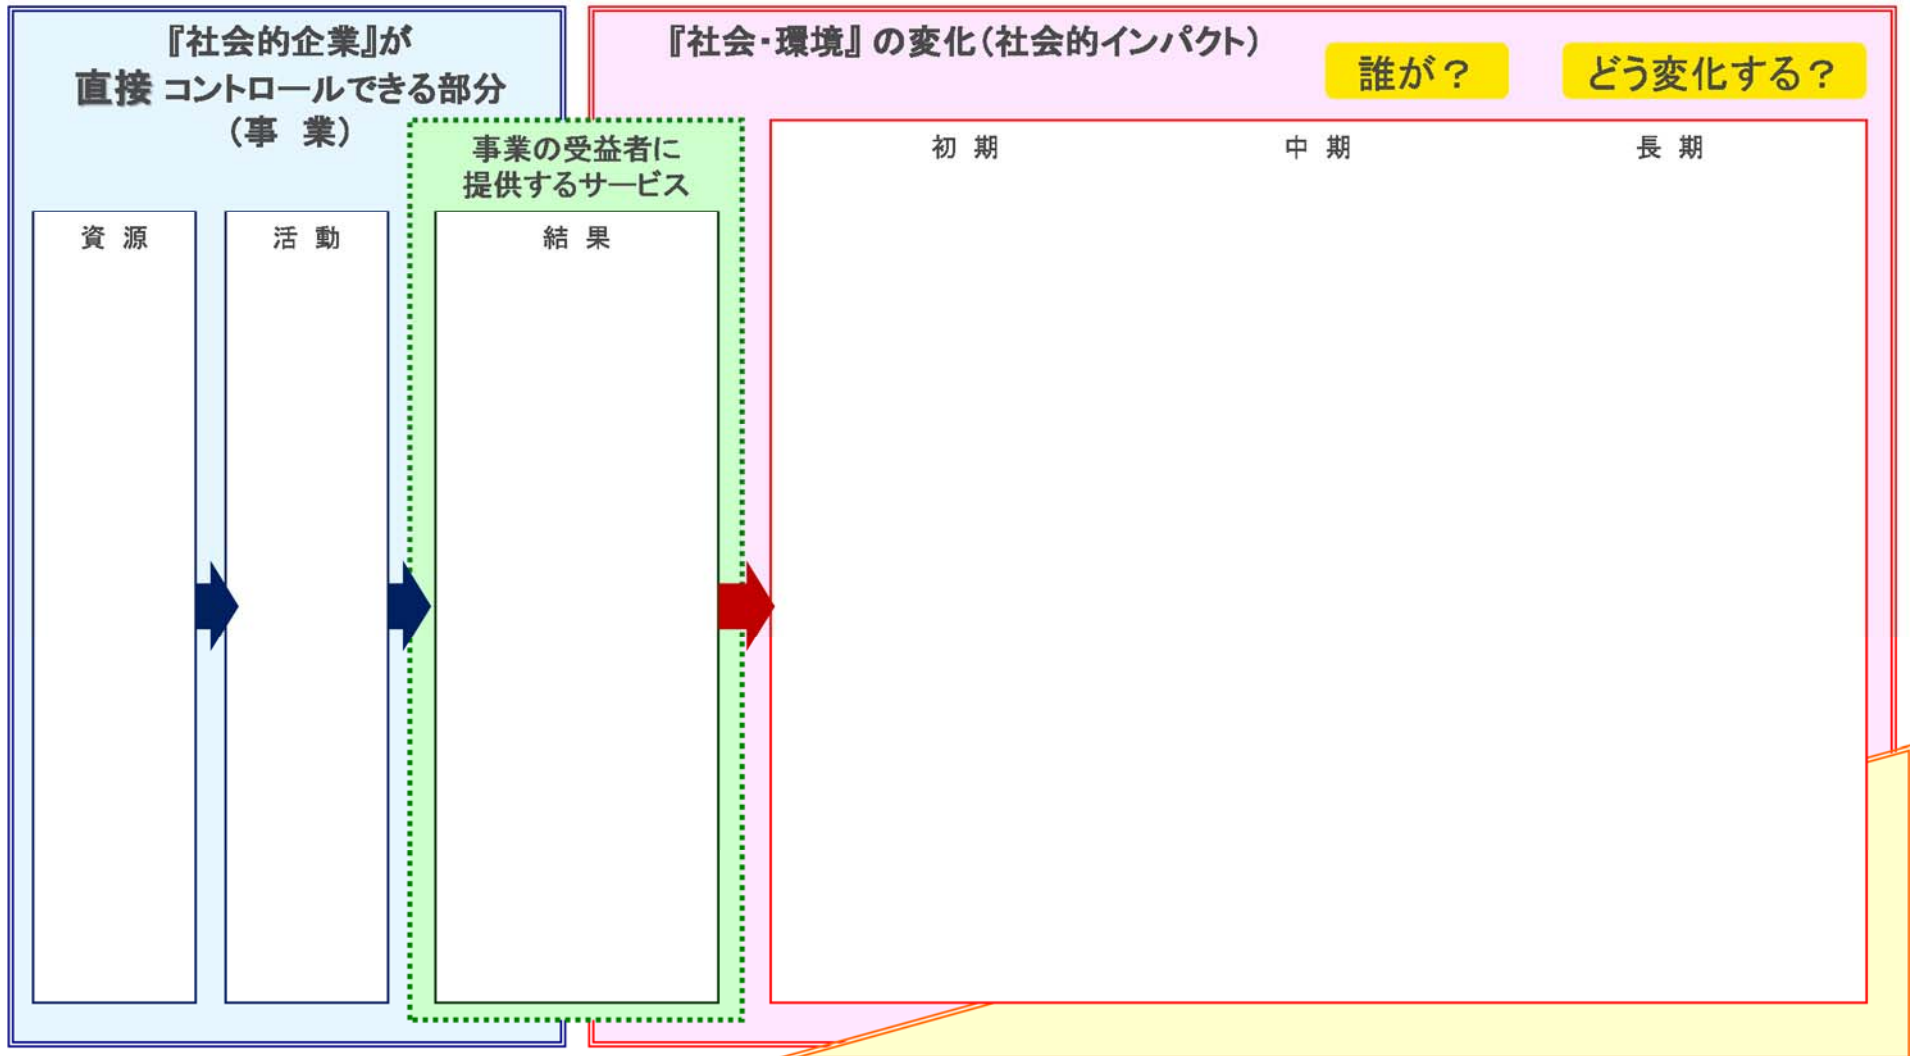 『社会的企業』が
直接 コントロールできる部分
(事 業)
『社会・環境』 の変化(社会的インパクト)
誰が？
どう変化する？
事業の受益者に
提供するサービス
資 源
活 動
結 果
初 期
中 期
長 期